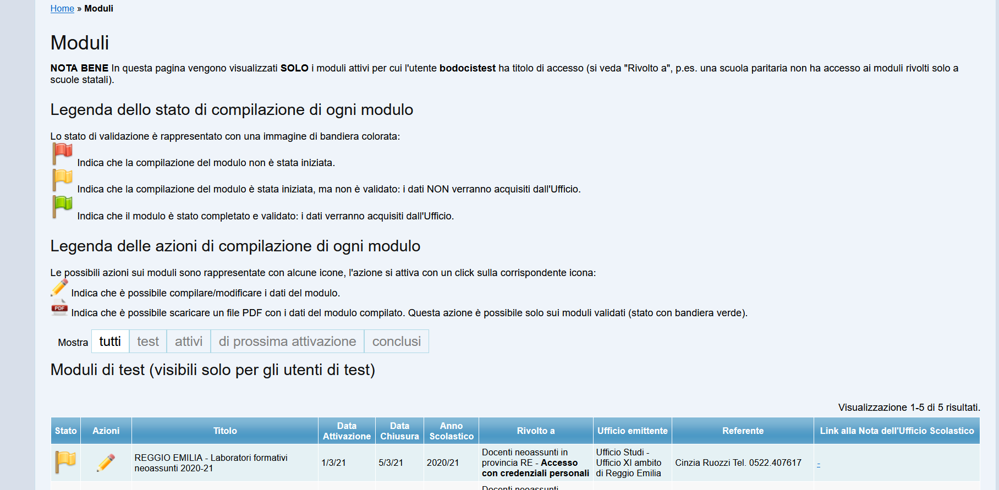 Home » Moduli
Moduli
NOTA BENE In questa pagina vengono visualizzati SOLO i moduli attivi per cui l'utente bodocistest ha titolo di accesso (si veda "Rivolto a", p.es. una scuola paritaria non ha accesso ai moduli rivolti solo a
scuole statali).
Legenda dello stato di compilazione di ogni modulo
Lo stato di validazione è rappresentato con una immagine di bandiera colorata:
Indica che la compilazione del modulo non è stata iniziata.
Indica che la compilazione del modulo è stata iniziata, ma non è validato: i dati NON verranno acquisiti dall'Ufficio.
Indica che il modulo è stato completato e validato: i dati verranno acquisiti dall'Ufficio.
Legenda delle azioni di compilazione di ogni modulo
Le possibili azioni sui moduli sono rappresentate con alcune icone, l'azione si attiva con un click sulla corrispondente icona:
Indica che è possibile compilare/modificare i dati del modulo.
PDF Indica che è possibile scaricare un file PDF con i dati del modulo compilato. Questa azione è possibile solo sui moduli validati (stato con bandiera verde).
Mostra tutti test attivi di prossima attivazione conclusi
Moduli di test (visibili solo per gli utenti di test)
Visualizzazione 1-5 di 5 risultati.
Stato
Azioni
Titolo
Data
Attivazione
Data
Chiusura
Anno
Scolastico
Rivolto a
Ufficio emittente
Referente
Link alla Nota dell'Ufficio Scolastico
REGGIO EMILIA - Laboratori formativi
neoassunti 2020-21
1/3/21
5/3/21
2020/21
Docenti neoassunti in
provincia RE - Accesso
con credenziali personali
Ufficio Studi -
Ufficio XI ambito
di Reggio Emilia
Cinzia Ruozzi Tel. 0522.407617
-
Docenti neoassunti